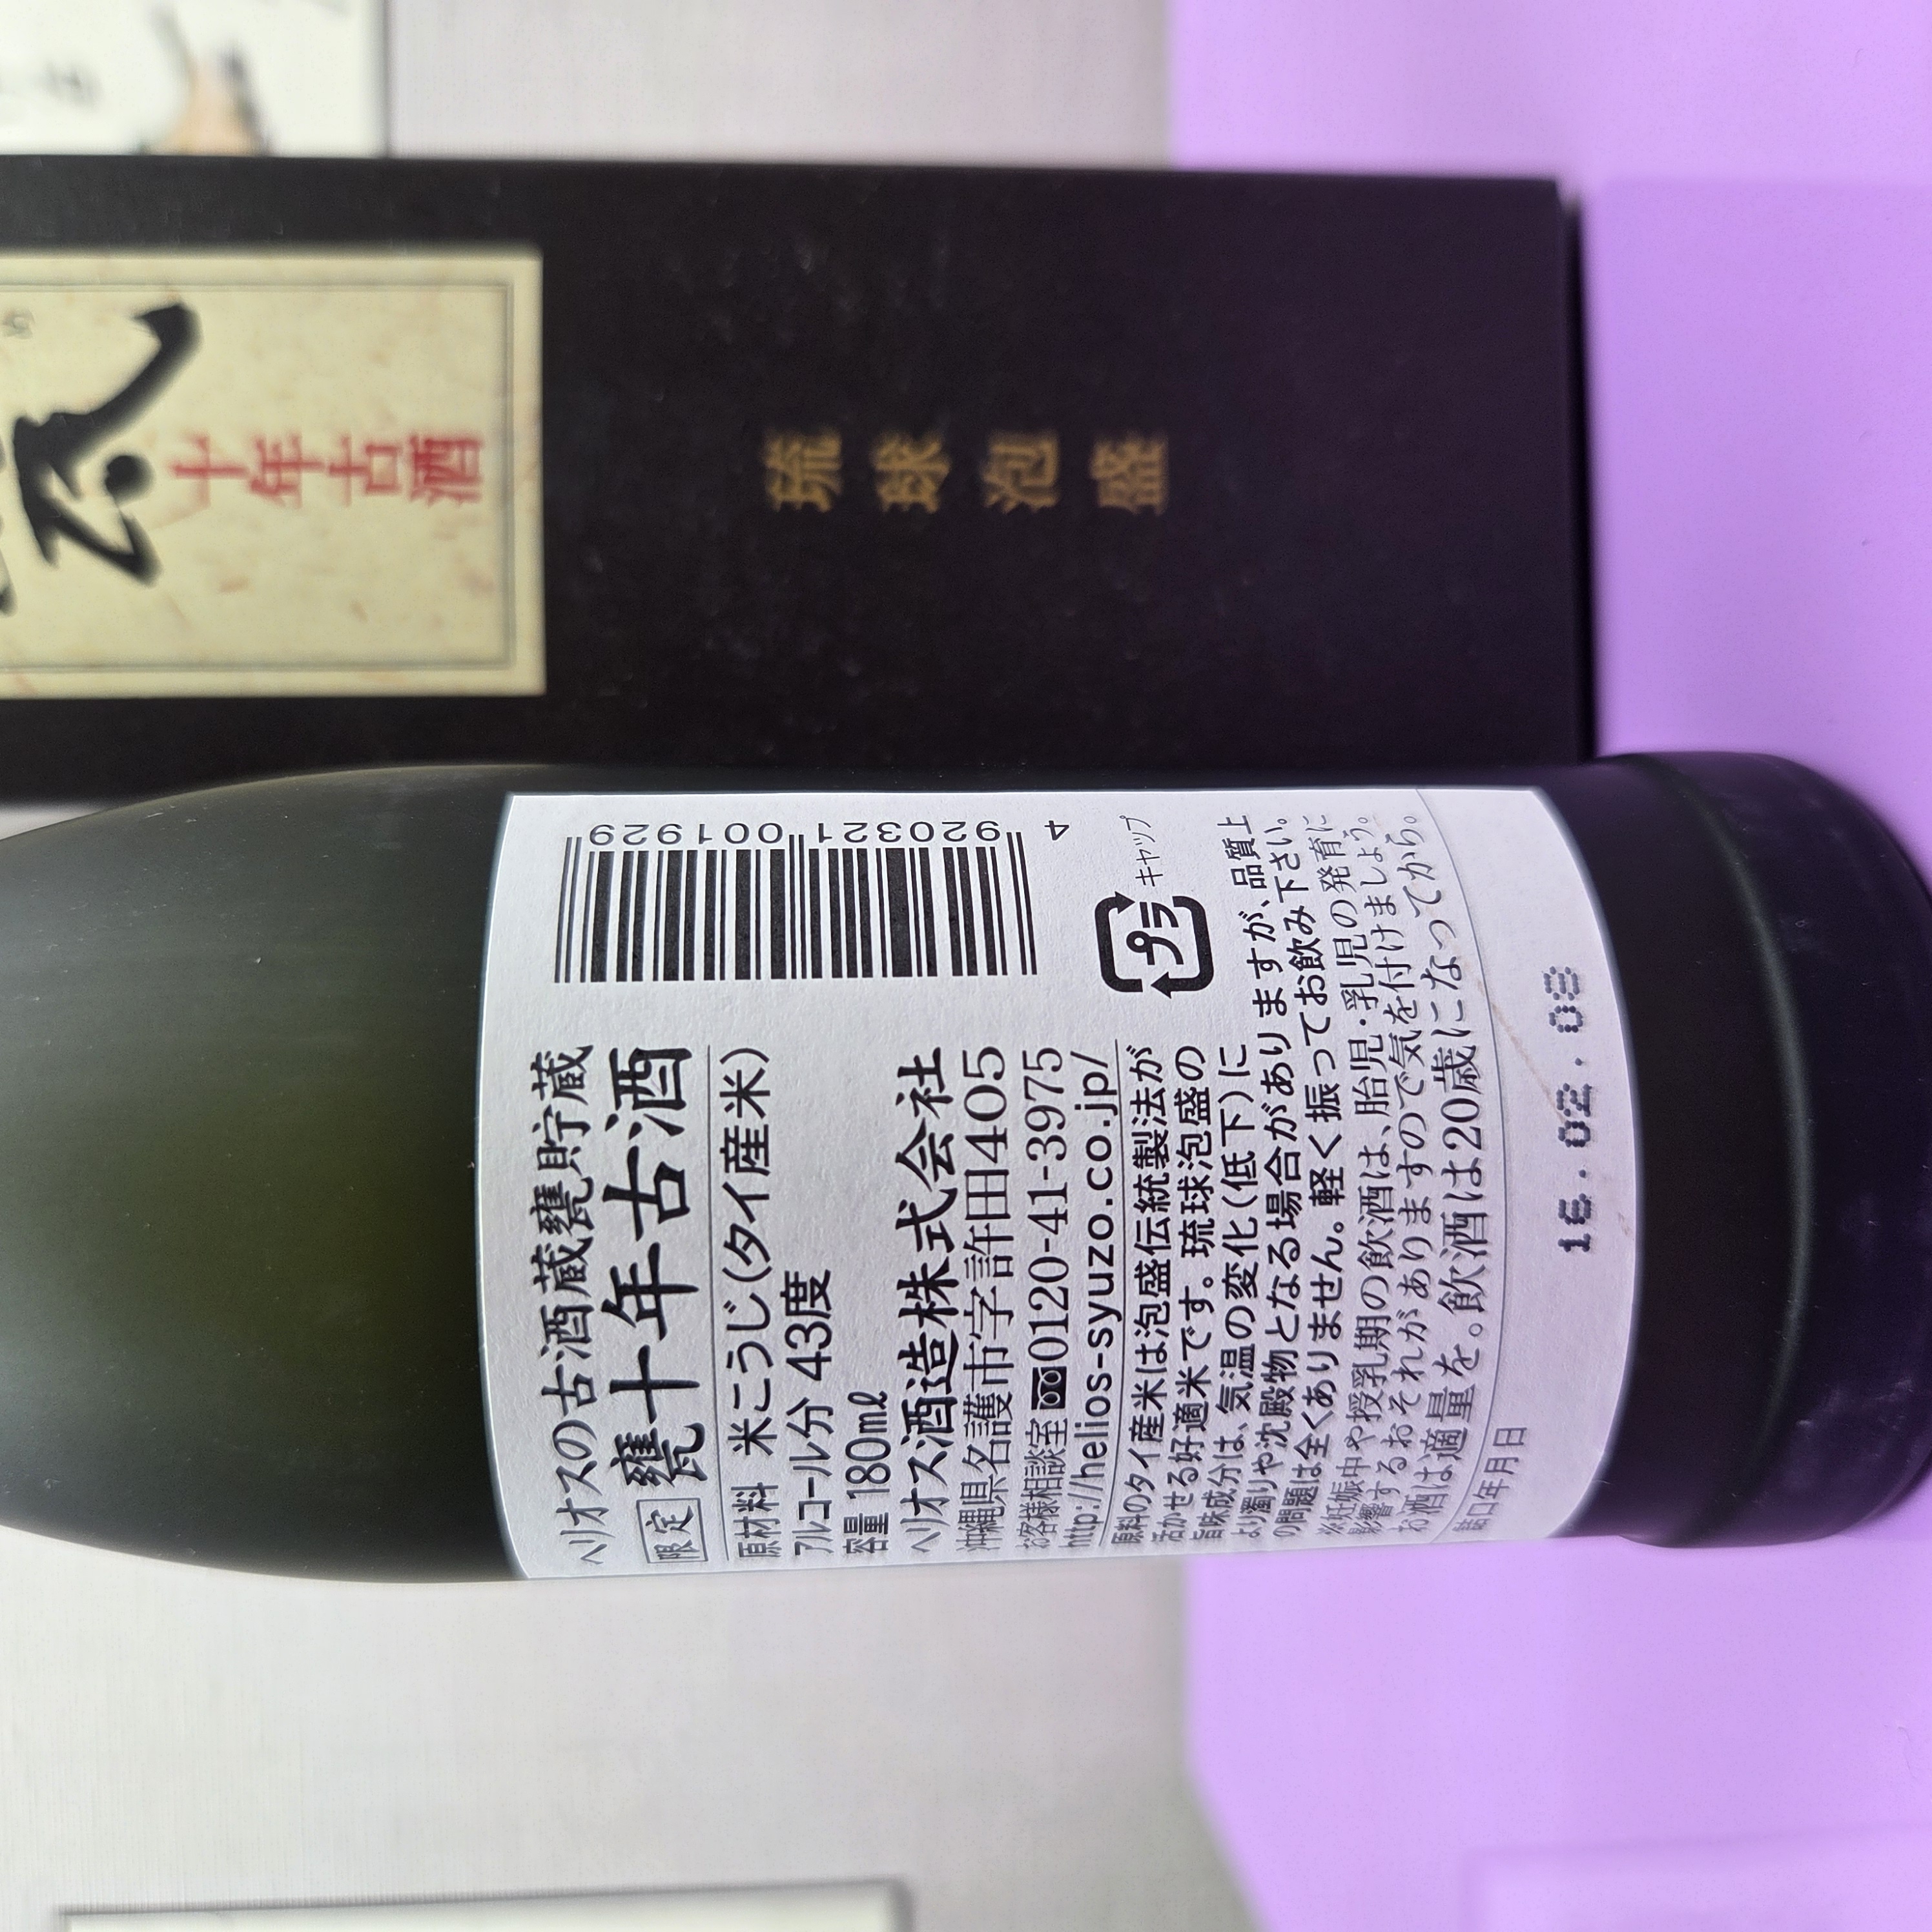 十年古酒
琉球泡盛
ヘリオスの古酒蔵甕貯蔵
限定 甕十年古酒
原材料 米こうじ(タイ産米)
アルコール分 43度
容量 180mℓ
ヘリオス酒造株式会社
沖縄県名護市字許田405
お客様相談室 0120-41-3975
http://helios-syuzo.co.jp/
4 920321 001929
プラ キャップ
原料のタイ産米は泡盛伝統製法が
活かせる好適米です。琉球泡盛の
旨味成分は、気温の変化(低下)に
より濁りや沈殿物となる場合がありますが、品質上
の問題は全くありません。軽く振ってお飲み下さい。
※妊娠中や授乳期の飲酒は、胎児・乳児の発育に
影響するおそれがありますので気を付けましょう。
お酒は適量を。飲酒は20歳になってから。
詰口年月日
16.02.08